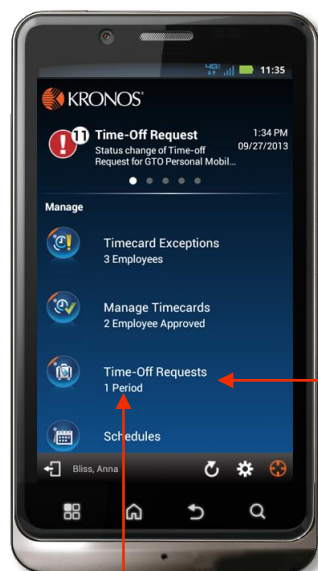 4GE
11:35
KRONOS®
11
Time-Off Request
1:34 PM
Status change of Time-off
09/27/2013
Request for GTO Personal Mobil...
Manage
Timecard Exceptions
3 Employees
Manage Timecards
2 Employee Approved
Time-Off Requests
1 Period
Schedules
Bliss, Anna